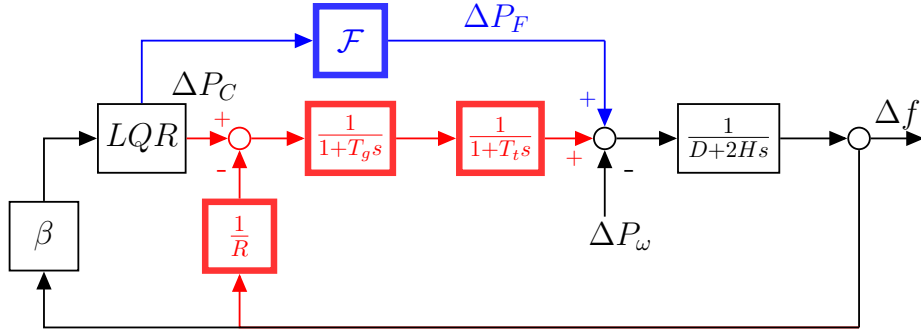 ΔP_F
𝓕
ΔP_C
Δf
+
+
LQR
1/(1+T_g s)
1/(1+T_t s)
1/(D+2Hs)
+
-
-
β
1/R
ΔP_ω